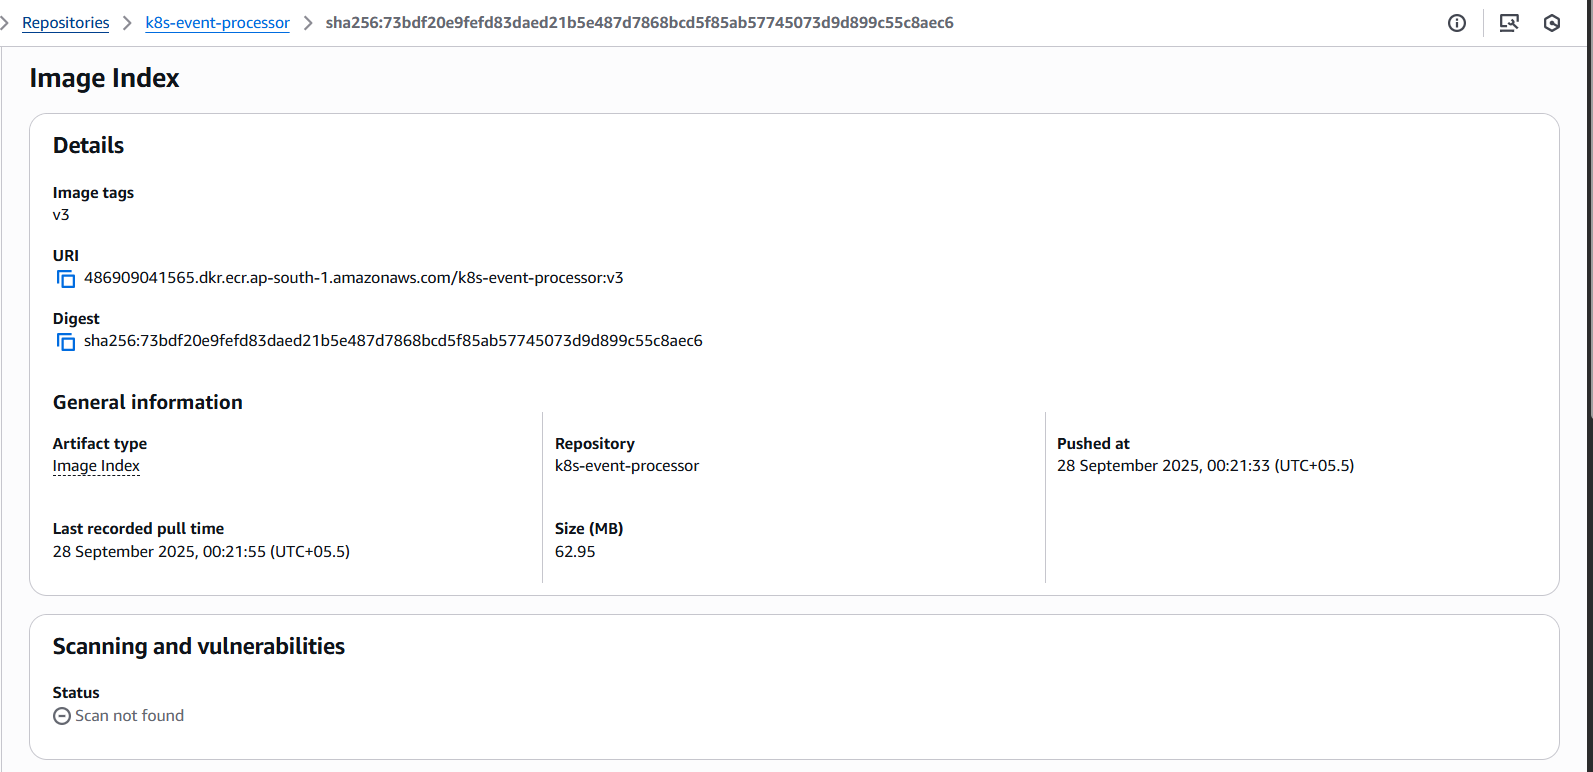 Repositories > k8s-event-processor > sha256:73bdf20e9fefd83daed21b5e487d7868bcd5f85ab57745073d9d899c55c8aec6
Image Index
Details
Image tags
v3
URI
486909041565.dkr.ecr.ap-south-1.amazonaws.com/k8s-event-processor:v3
Digest
sha256:73bdf20e9fefd83daed21b5e487d7868bcd5f85ab57745073d9d899c55c8aec6
General information
Artifact type
Image Index
Repository
k8s-event-processor
Pushed at
28 September 2025, 00:21:33 (UTC+05.5)
Last recorded pull time
28 September 2025, 00:21:55 (UTC+05.5)
Size (MB)
62.95
Scanning and vulnerabilities
Status
Scan not found